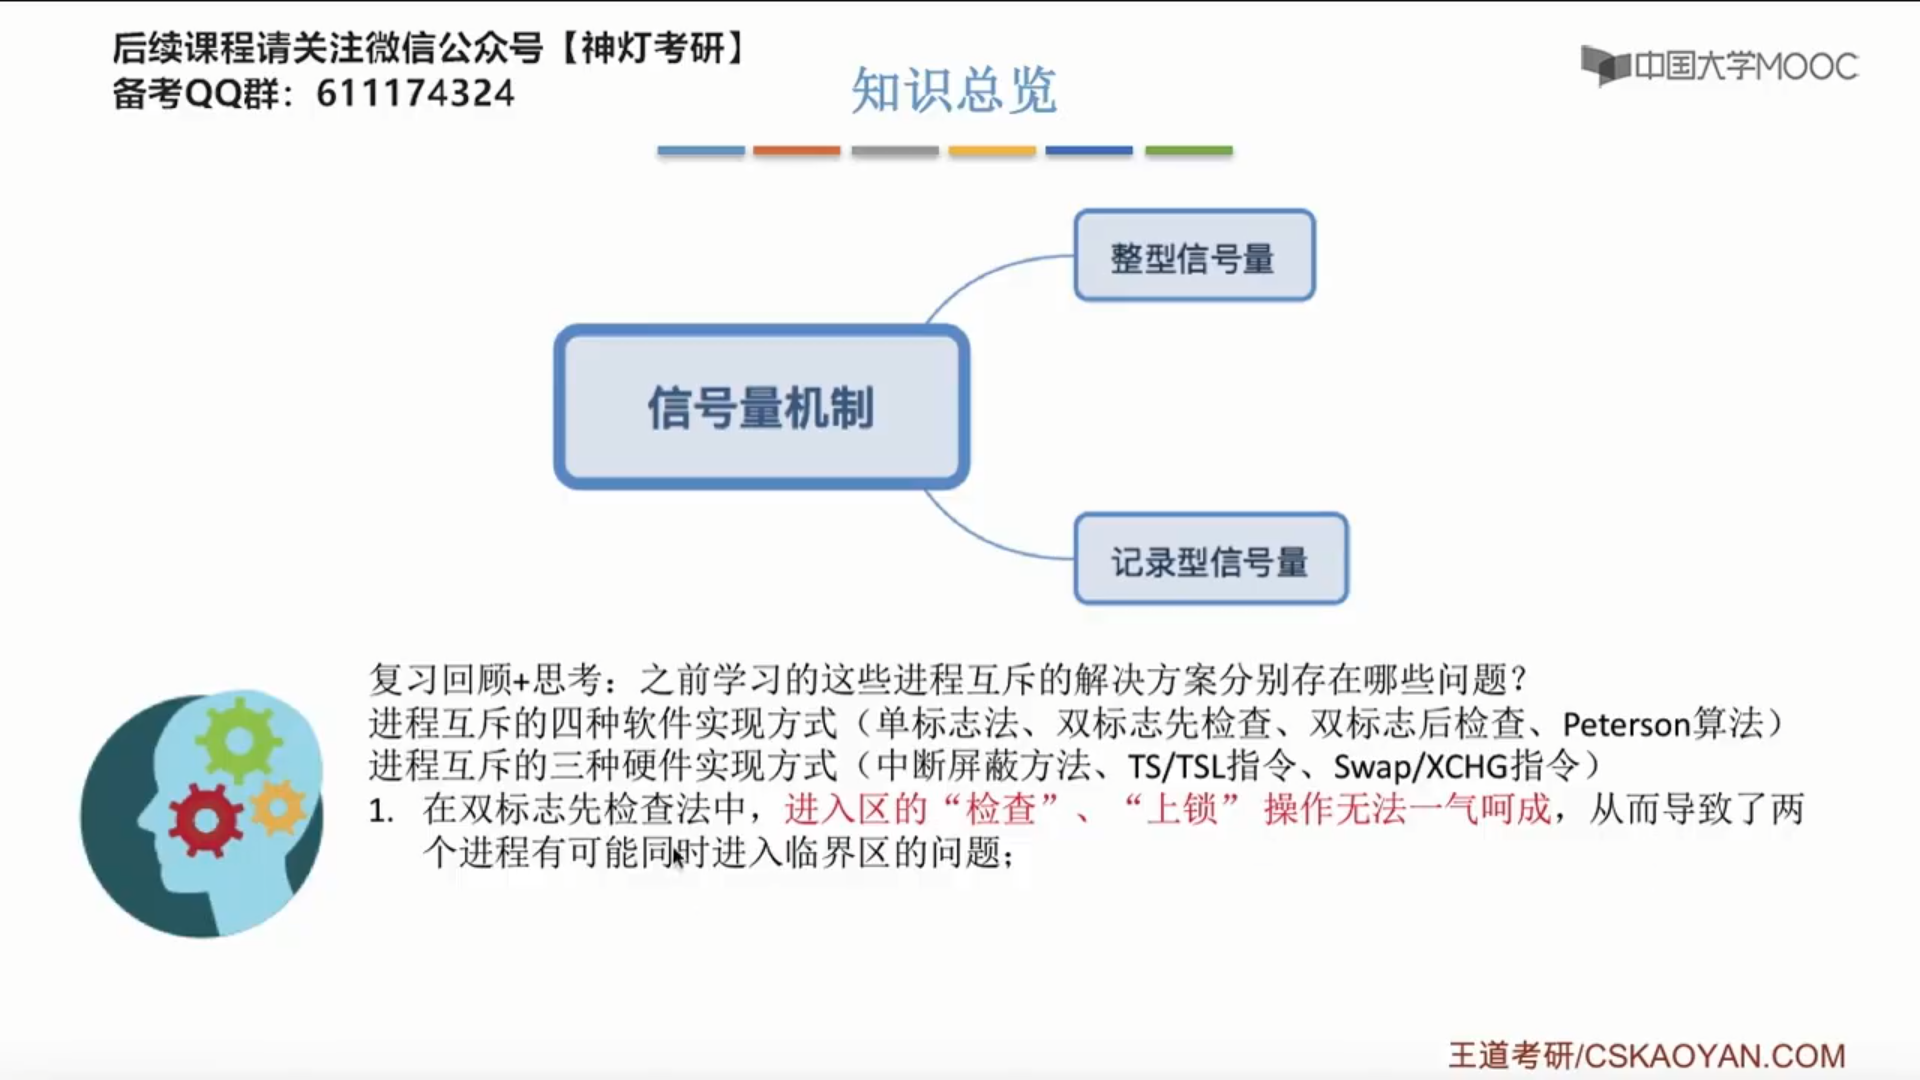 后续课程请关注微信公众号【神灯考研】
备考QQ群：611174324
知识总览
中国大学MOOC
整型信号量
信号量机制
记录型信号量
复习回顾+思考：之前学习的这些进程互斥的解决方案分别存在哪些问题？
进程互斥的四种软件实现方式（单标志法、双标志先检查、双标志后检查、Peterson算法）
进程互斥的三种硬件实现方式（中断屏蔽方法、TS/TSL指令、Swap/XCHG指令）
1. 在双标志先检查法中，进入区的“检查”、“上锁” 操作无法一气呵成，从而导致了两
个进程有可能同时进入临界区的问题；
王道考研/CSKAOYAN.COM